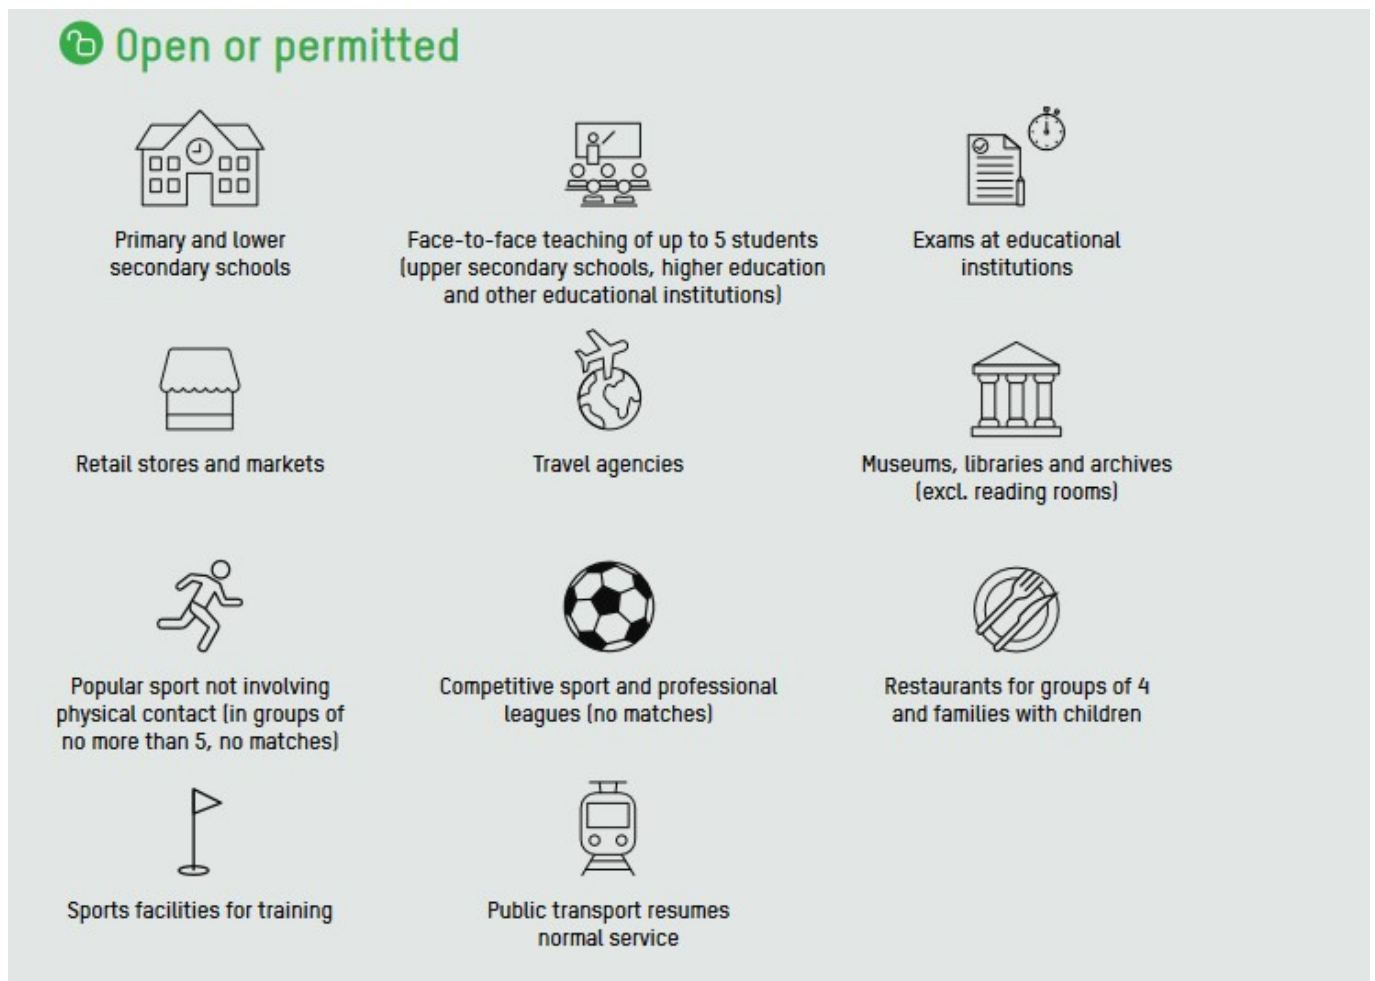 Open or permitted
Primary and lower
secondary schools
Face-to-face teaching of up to 5 students
(upper secondary schools, higher education
and other educational institutions)
Exams at educational
institutions
Retail stores and markets
Travel agencies
Museums, libraries and archives
(excl. reading rooms)
Popular sport not involving
physical contact (in groups of
no more than 5, no matches)
Competitive sport and professional
leagues (no matches)
Restaurants for groups of 4
and families with children
Sports facilities for training
Public transport resumes
normal service